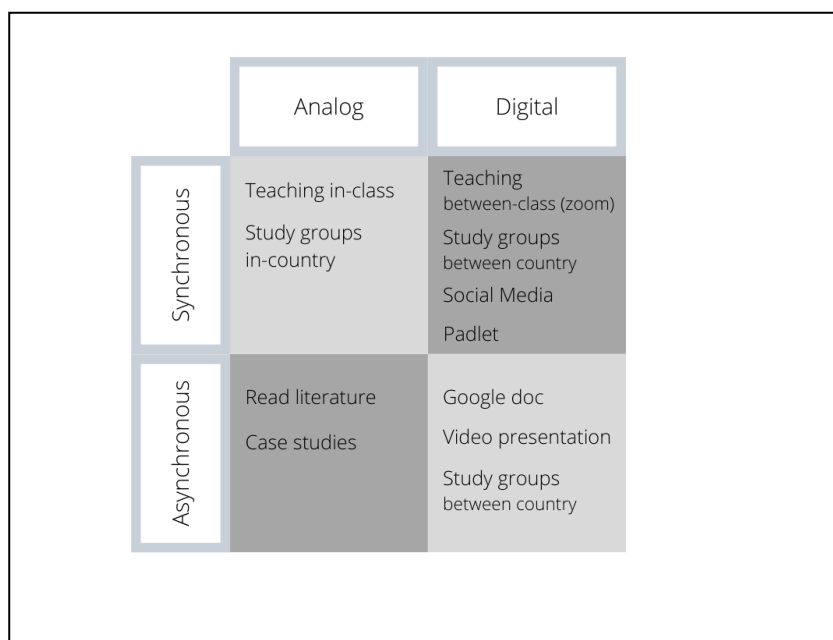 Analog
Digital
Synchronous
Teaching in-class
Study groups
in-country
Teaching
between-class (zoom)
Study groups
between country
Social Media
Padlet
Asynchronous
Read literature
Case studies
Google doc
Video presentation
Study groups
between country